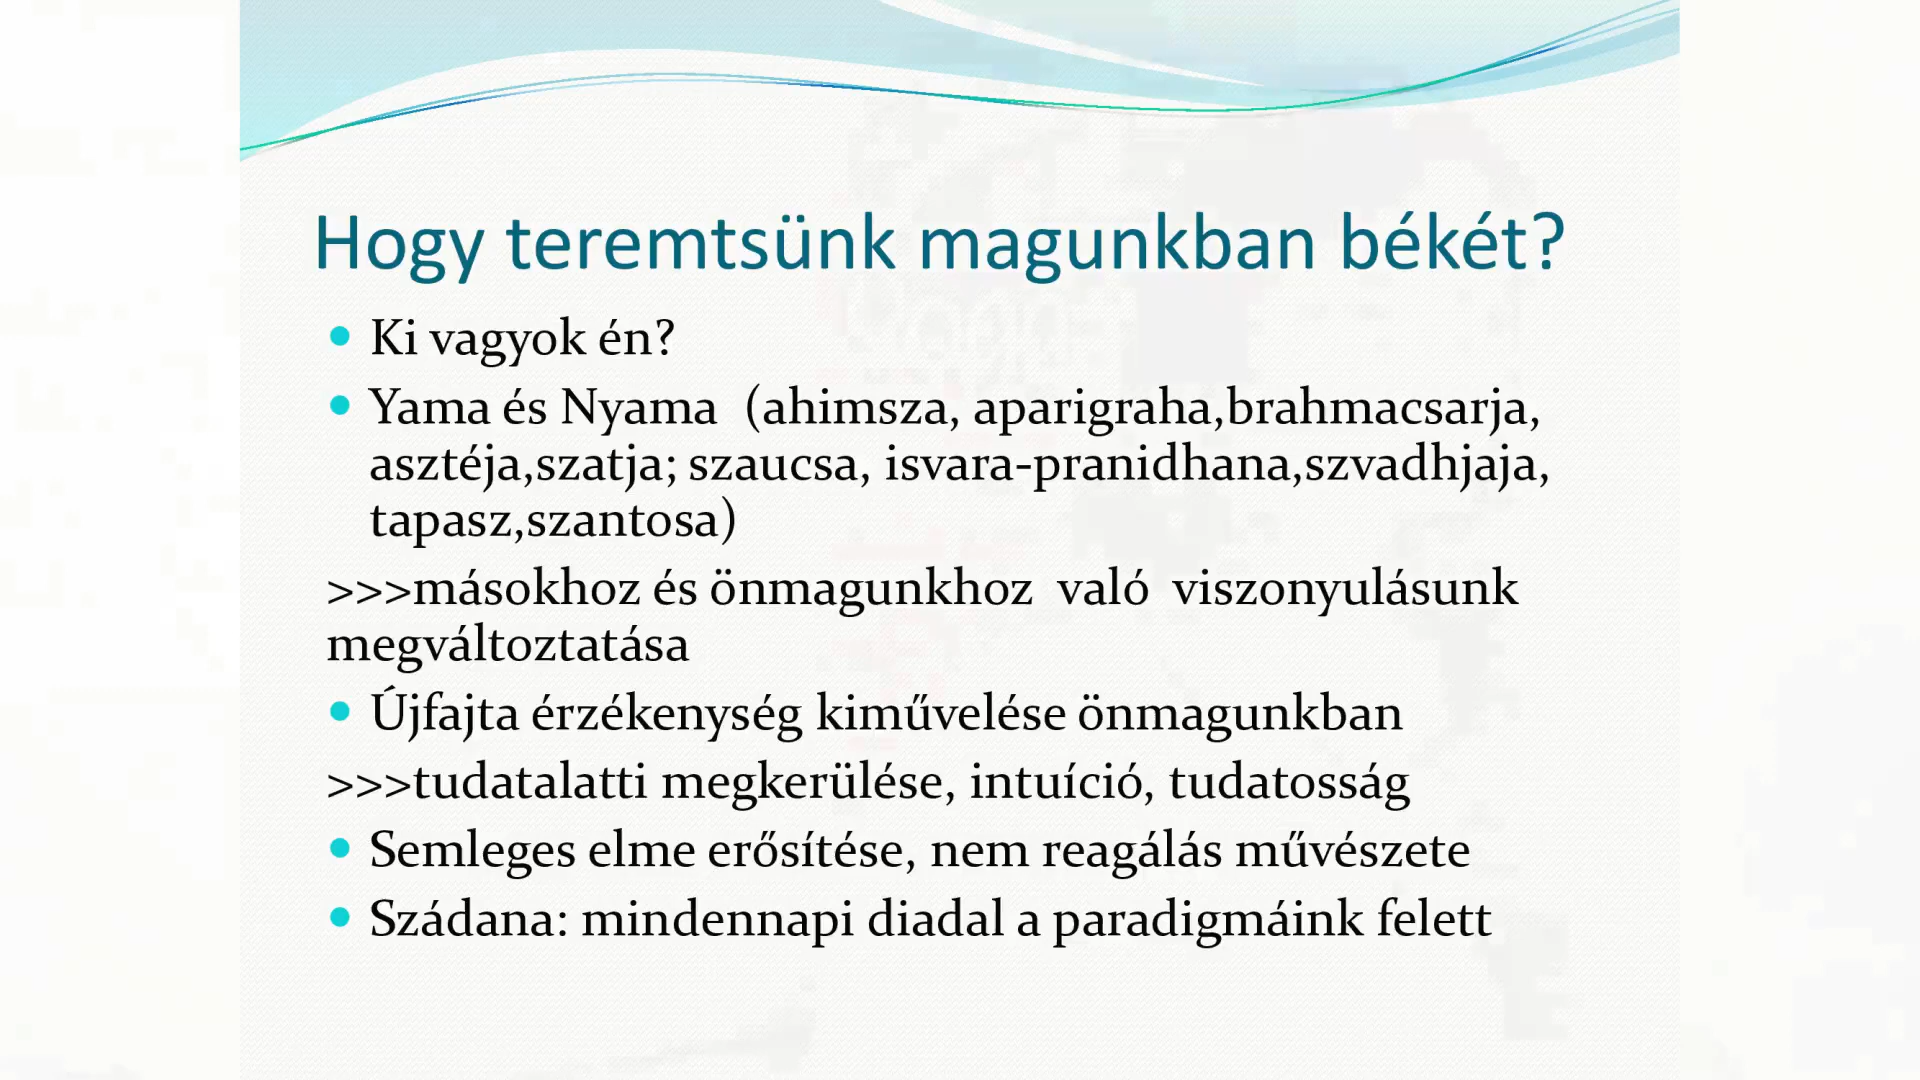 Hogy teremtsünk magunkban békét?
Ki vagyok én?
Yama és Nyama (ahimsza, aparigraha,brahmacsarja,
asztéja,szatja; szaucsa, isvara-pranidhana,szvadhjaja,
tapasz,szantosa)
>>>másokhoz és önmagunkhoz való viszonyulásunk
megváltoztatása
Újfajta érzékenység kiművelése önmagunkban
>>>tudatalatti megkerülése, intuíció, tudatosság
Semleges elme erősítése, nem reagálás művészete
Szádana: mindennapi diadal a paradigmáink felett